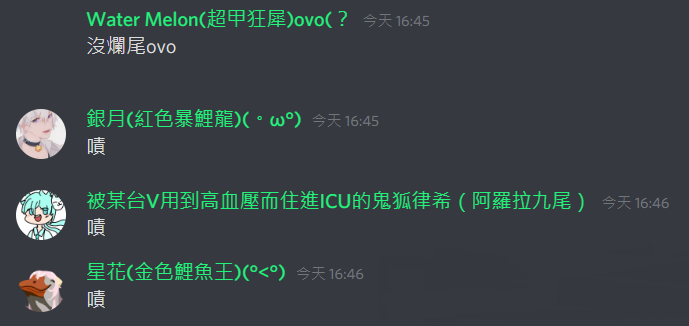 Water Melon(超甲狂犀)ovo(？ 今天 16:45
沒爛尾ovo
銀月(紅色暴鯉龍)(・ω°) 今天 16:45
嘖
被某台V用到高血壓而住進ICU的鬼狐律希（阿羅拉九尾） 今天 16:46
嘖
星花(金色鯉魚王)(°<°) 今天 16:46
嘖